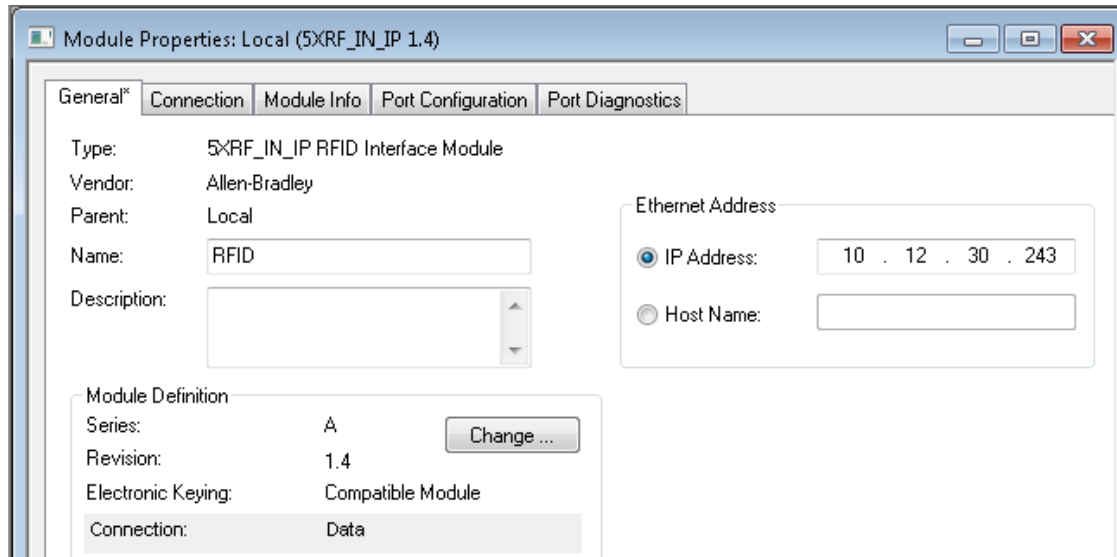 Module Properties: Local (5XRF_IN_IP 1.4)
General* Connection Module Info Port Configuration Port Diagnostics
Type: 5XRF_IN_IP RFID Interface Module
Vendor: Allen-Bradley
Parent: Local
Name: RFID
Description:
Ethernet Address
IP Address: 10 . 12 . 30 . 243
Host Name:
Module Definition
Series: A
Change ...
Revision: 1.4
Electronic Keying: Compatible Module
Connection: Data